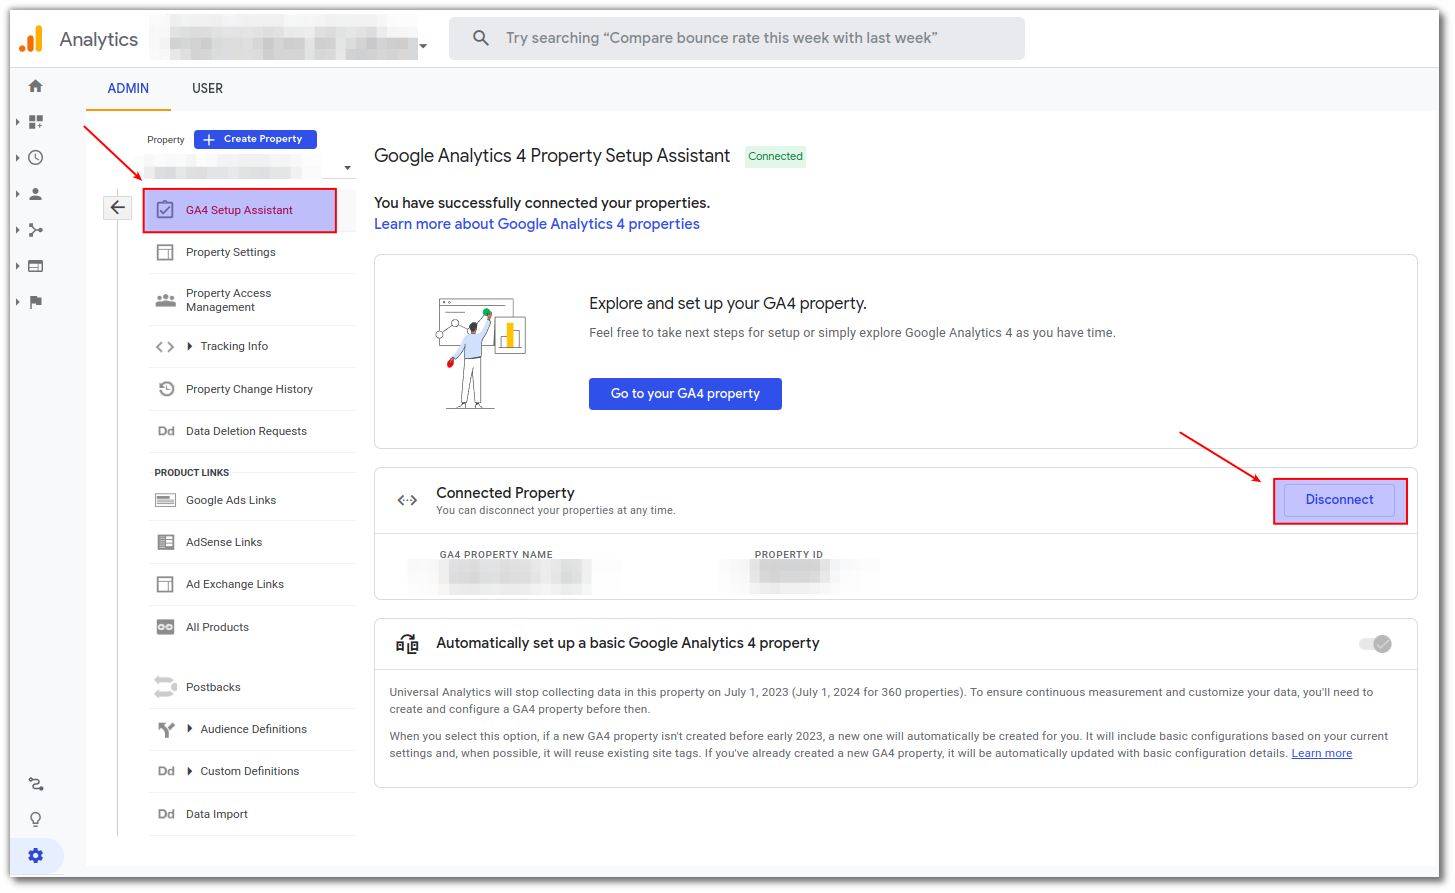 Analytics
Try searching “Compare bounce rate this week with last week”
ADMIN
USER
Property
Create Property
GA4 Setup Assistant
Property Settings
Property Access
Management
Tracking Info
Property Change History
Dd Data Deletion Requests
PRODUCT LINKS
Google Ads Links
AdSense Links
Ad Exchange Links
All Products
Postbacks
Audience Definitions
Dd Custom Definitions
Dd Data Import
Google Analytics 4 Property Setup Assistant
Connected
You have successfully connected your properties.
Learn more about Google Analytics 4 properties
Explore and set up your GA4 property.
Feel free to take next steps for setup or simply explore Google Analytics 4 as you have time.
Go to your GA4 property
Connected Property
You can disconnect your properties at any time.
Disconnect
GA4 PROPERTY NAME
PROPERTY ID
Automatically set up a basic Google Analytics 4 property
Universal Analytics will stop collecting data in this property on July 1, 2023 (July 1, 2024 for 360 properties). To ensure continuous measurement and customize your data, you'll need to
create and configure a GA4 property before then.
When you select this option, if a new GA4 property isn't created before early 2023, a new one will automatically be created for you. It will include basic configurations based on your current
settings and, when possible, it will reuse existing site tags. If you've already created a new GA4 property, it will be automatically updated with basic configuration details. Learn more